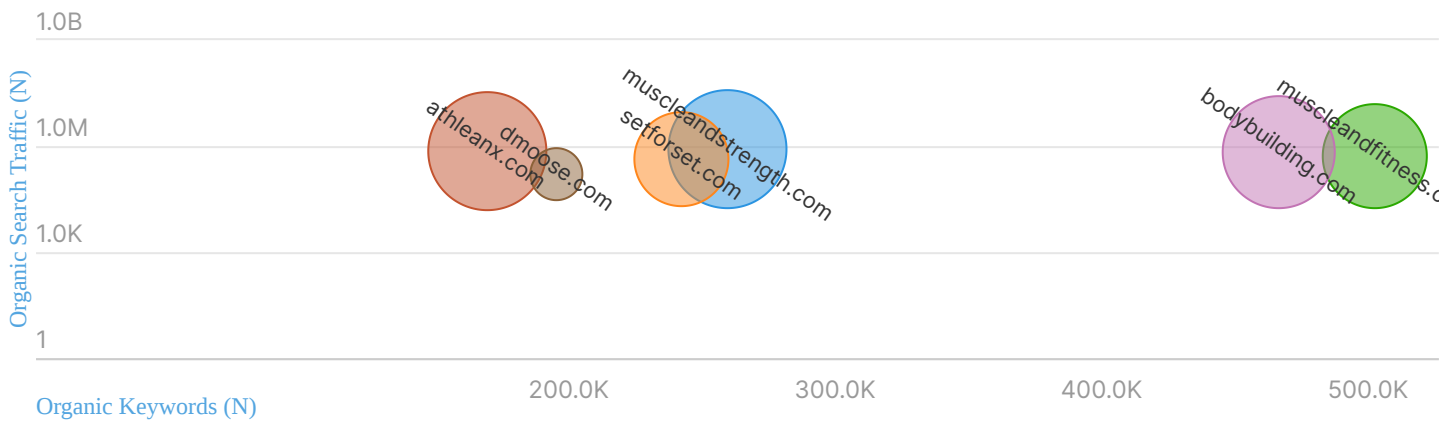 1.0B
1.0M
1.0K
1
Organic Search Traffic (N)
athleanx.com
dmoose.com
setforset.com
muscleandstrength.com
bodybuilding.com
muscleandfitness.c
200.0K
300.0K
400.0K
500.0K
Organic Keywords (N)